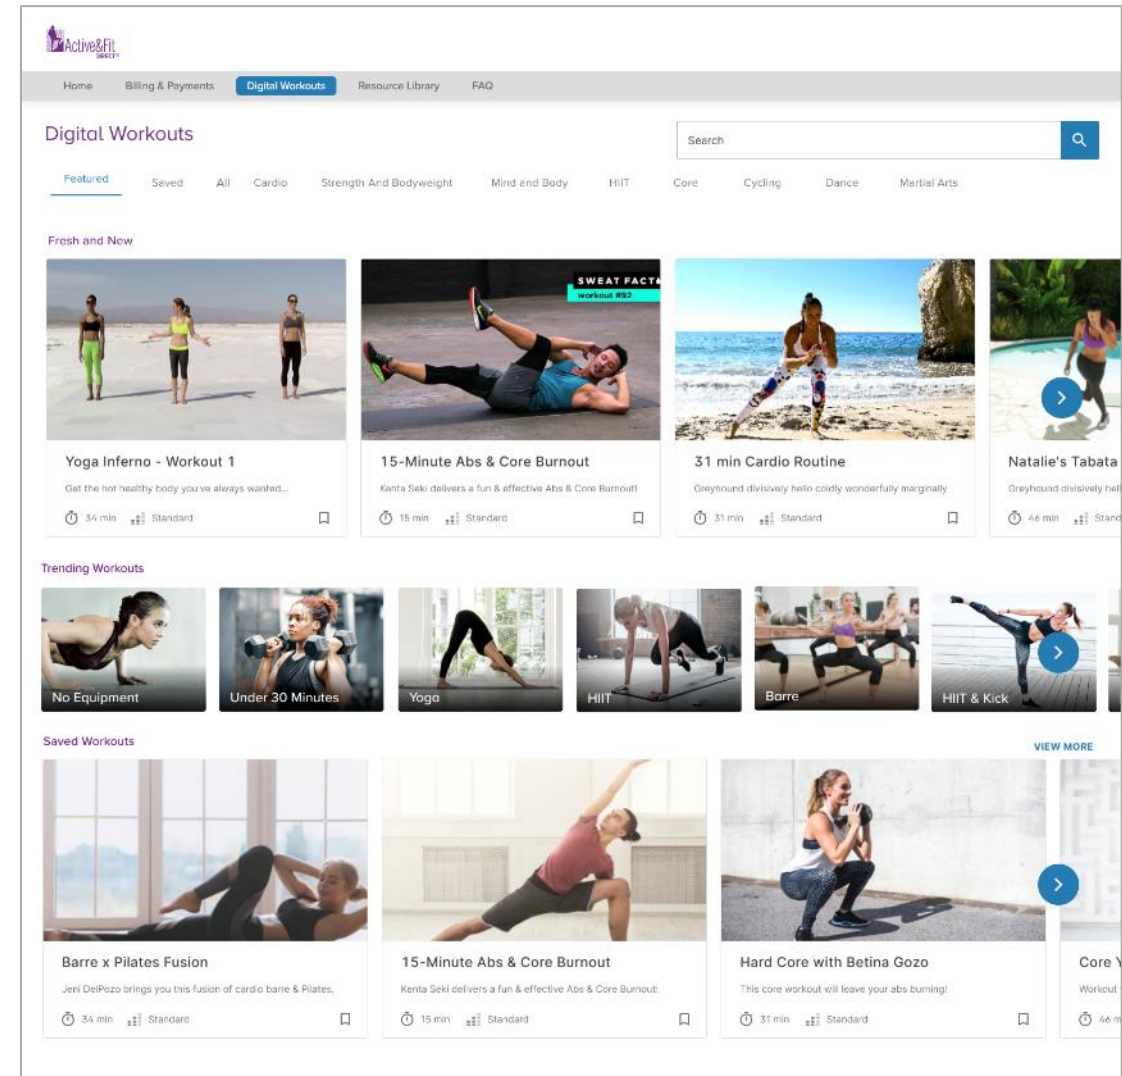 Active&Fit
DIRECT®
Home Billing & Payments Digital Workouts Resource Library FAQ
Digital Workouts
Search
Featured Saved All Cardio Strength And Bodyweight Mind and Body HIIT Core Cycling Dance Martial Arts
Fresh and New
SWEAT FACT
workout #92
Yoga Inferno - Workout 1
Get the hot healthy body you've always wanted...
34 min Standard
15-Minute Abs & Core Burnout
Kenta Seki delivers a fun & effective Abs & Core Burnout!
15 min Standard
31 min Cardio Routine
Greyhound divisively hello coldly wonderfully marginally
31 min Standard
Natalie's Tabata
Greyhound divisively hell
46 min Stand
Trending Workouts
No Equipment
Under 30 Minutes
Yoga
HIIT
Barre
HIIT & Kick
Saved Workouts
VIEW MORE
Barre x Pilates Fusion
Jeni DelPozo brings you this fusion of cardio barre & Pilates.
34 min Standard
15-Minute Abs & Core Burnout
Kenta Seki delivers a fun & effective Abs & Core Burnout!
15 min Standard
Hard Core with Betina Gozo
This core workout will leave your abs burning!
31 min Standard
Core Y
Workout
46 m